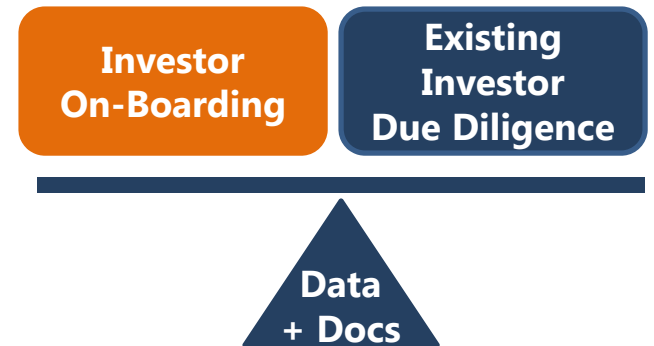 Investor
On-Boarding
Existing
Investor
Due Diligence
Data
+ Docs